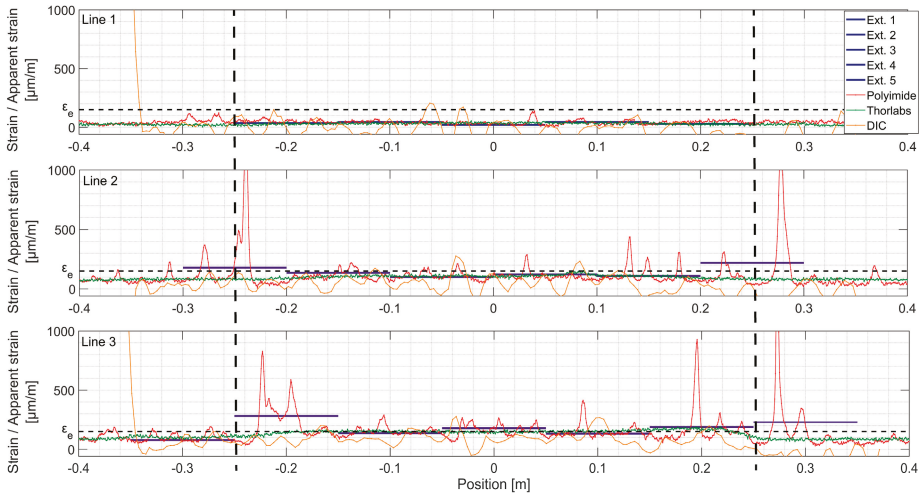 Strain / Apparent strain
[μm/m]
1000
500
εe
0
Line 1
Ext. 1
Ext. 2
Ext. 3
Ext. 4
Ext. 5
Polyimide
Thorlabs
DIC
-0.4 -0.3 -0.2 -0.1 0 0.1 0.2 0.3 0.4
Strain / Apparent strain
[μm/m]
1000
500
εe
0
Line 2
-0.4 -0.3 -0.2 -0.1 0 0.1 0.2 0.3 0.4
Strain / Apparent strain
[μm/m]
1000
500
εe
0
Line 3
-0.4 -0.3 -0.2 -0.1 0 0.1 0.2 0.3 0.4
Position [m]